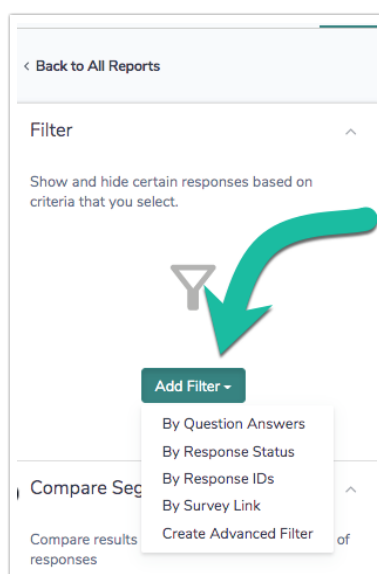 < Back to All Reports
Filter
Show and hide certain responses based on
criteria that you select.
Add Filter
By Question Answers
By Response Status
By Response IDs
By Survey Link
Create Advanced Filter
Compare Seg
Compare results of
responses